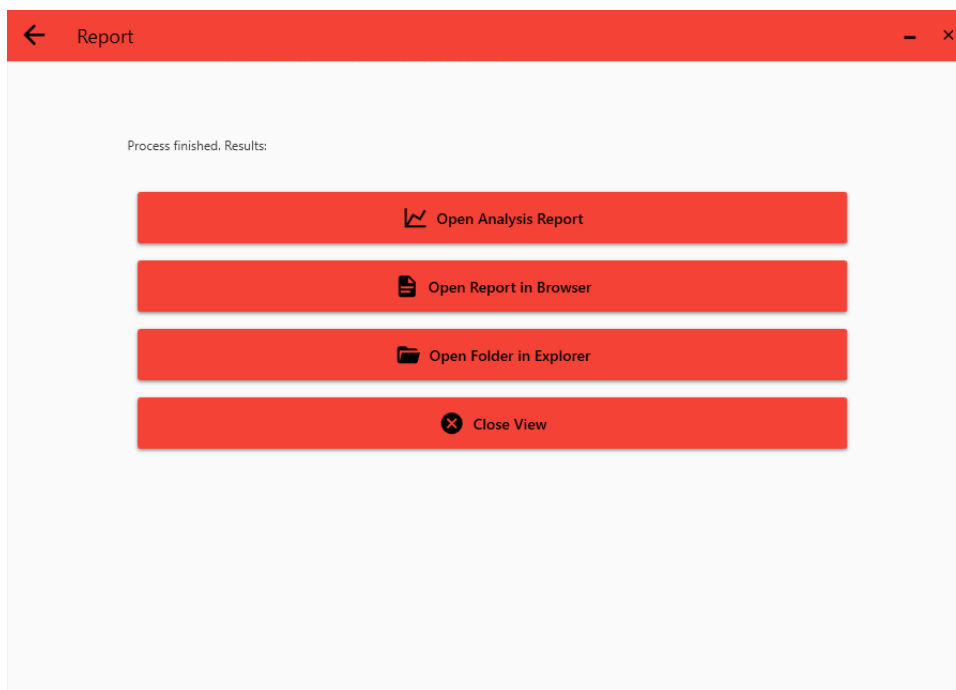 Report
Process finished. Results:
Open Analysis Report
Open Report in Browser
Open Folder in Explorer
Close View